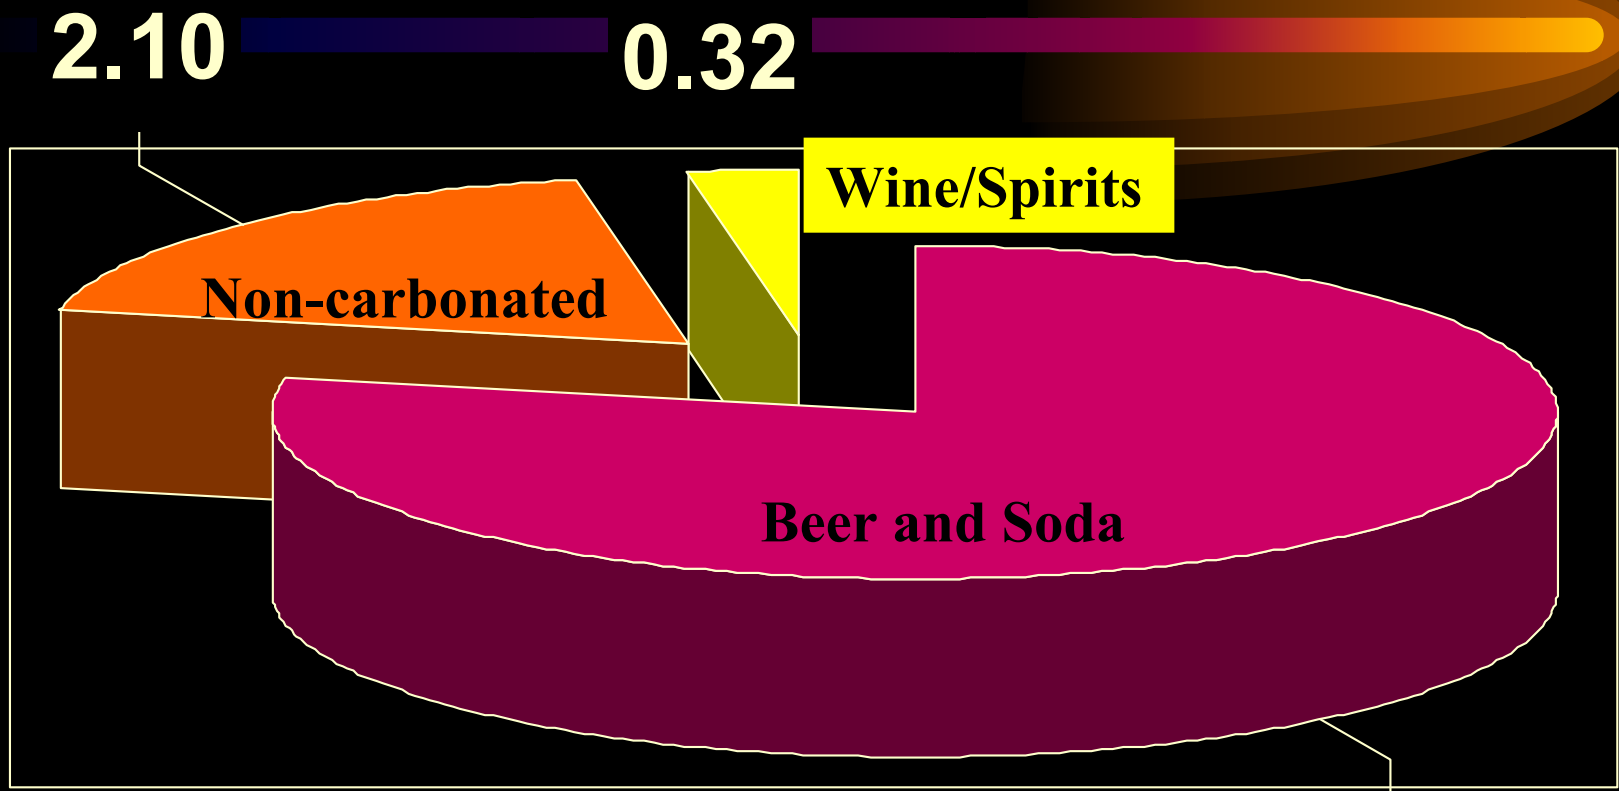 2.10
0.32
Wine/Spirits
Non-carbonated
Beer and Soda